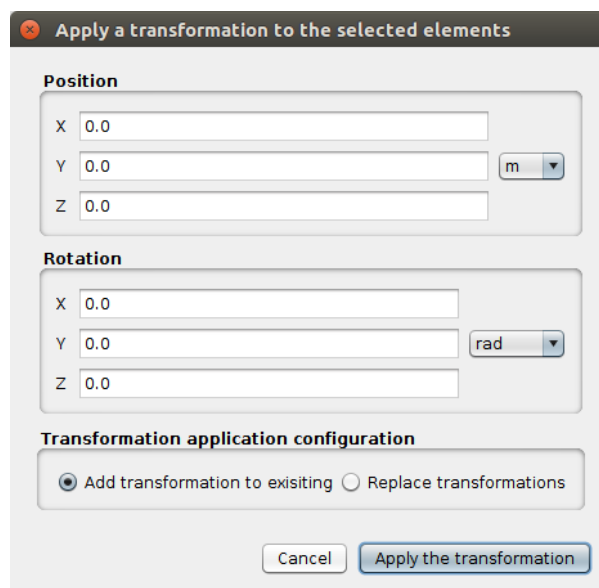 Apply a transformation to the selected elements
Position
X 0.0
Y 0.0 m
Z 0.0
Rotation
X 0.0
Y 0.0 rad
Z 0.0
Transformation application configuration
Add transformation to exisiting Replace transformations
Cancel Apply the transformation